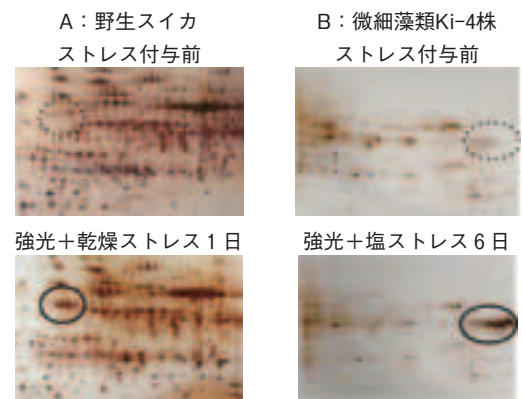 A：野生スイカ
ストレス付与前
B：微細藻類Ki-4株
ストレス付与前
強光＋乾燥ストレス１日
強光＋塩ストレス６日